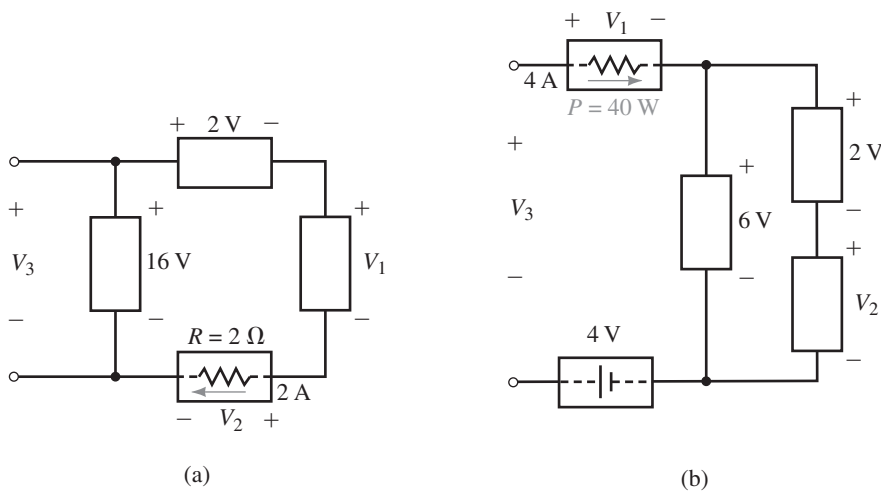 + 2 V −
+ +
V3 16 V V1
− − −
R = 2 Ω
2 A
− V2 +
(a)
+ V1 −
4 A
P = 40 W
+
+ 2 V
+
V3 6 V −
+
− − V2
4 V
−
(b)